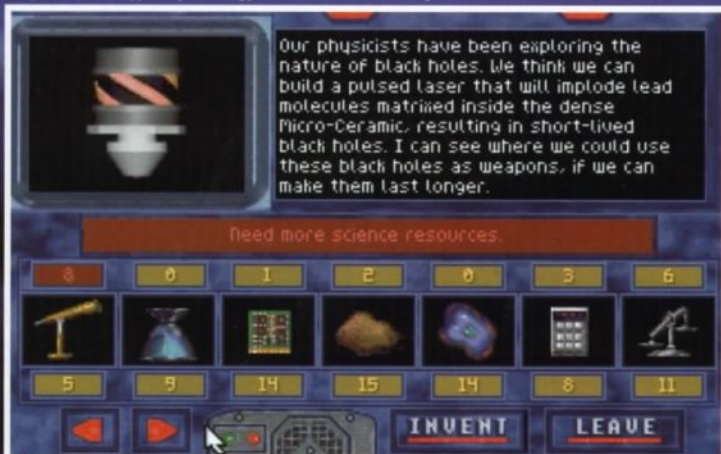 Our physicists have been exploring the
nature of black holes. We think we can
build a pulsed laser that will implode lead
molecules matrixed inside the dense
Micro-Ceramic, resulting in short-lived
black holes. I can see where we could use
these black holes as weapons, if we can
make them last longer.
Need more science resources.
8 0 1 2 0 3 6
5 9 14 15 14 8 11
INVENT LEAVE